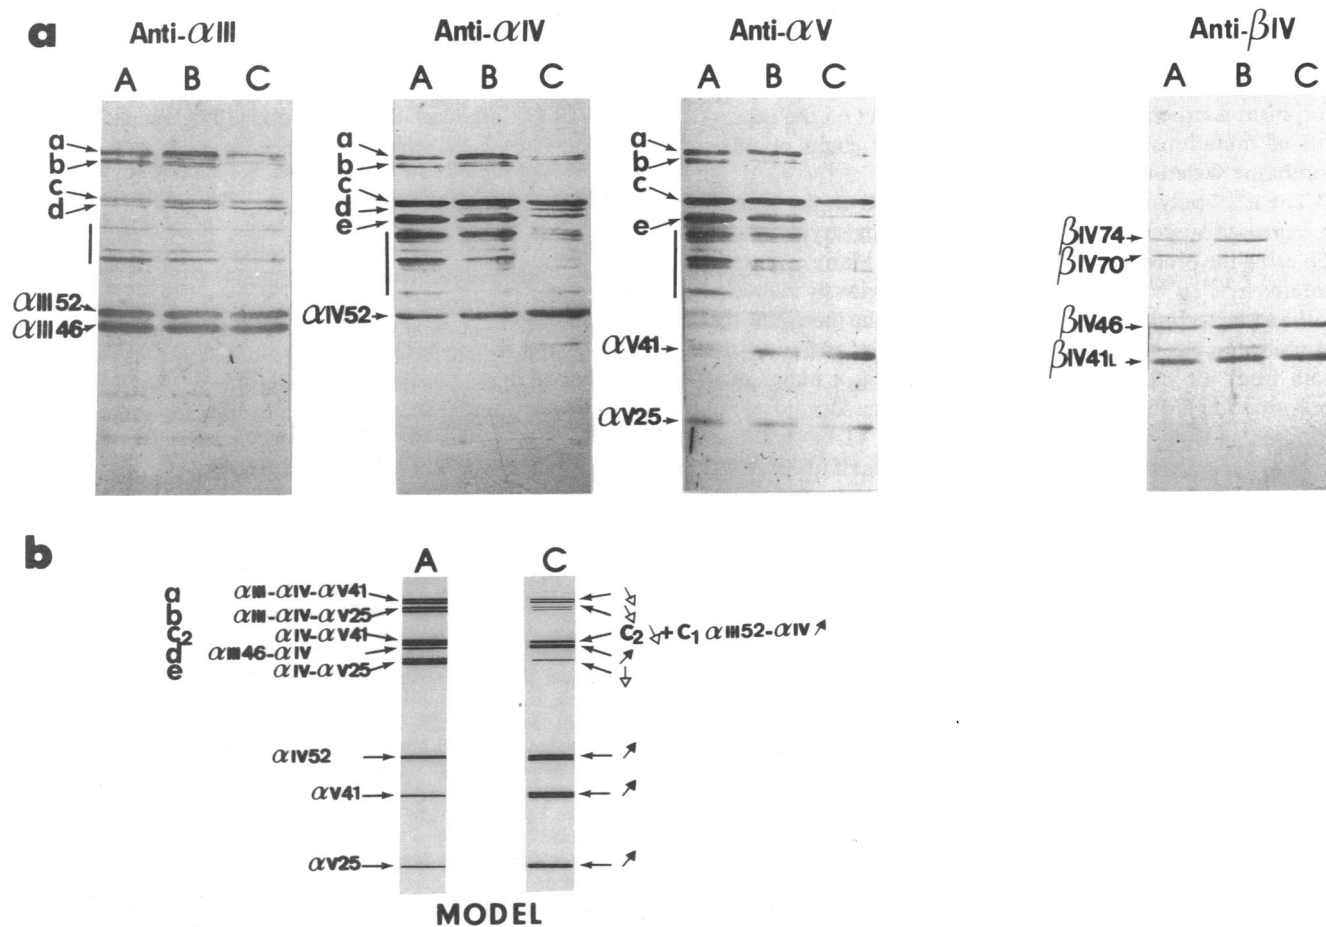 a
Anti-αIII
Anti-αIV
Anti-αV
Anti-βIV
A B C
A B C
A B C
A B C
a
b
c
d
αIII52
αIII46
a
b
c
d
e
αIV52
a
b
c
e
αV41
αV25
βIV74
βIV70
βIV46
βIV41L
b
A
C
a αIII-αIV-αV41
b αIII-αIV-αV25
c2 αIV-αV41
d αIII46-αIV
e αIV-αV25
C2 + C1 αIII52-αIV
αIV52
αV41
αV25
MODEL